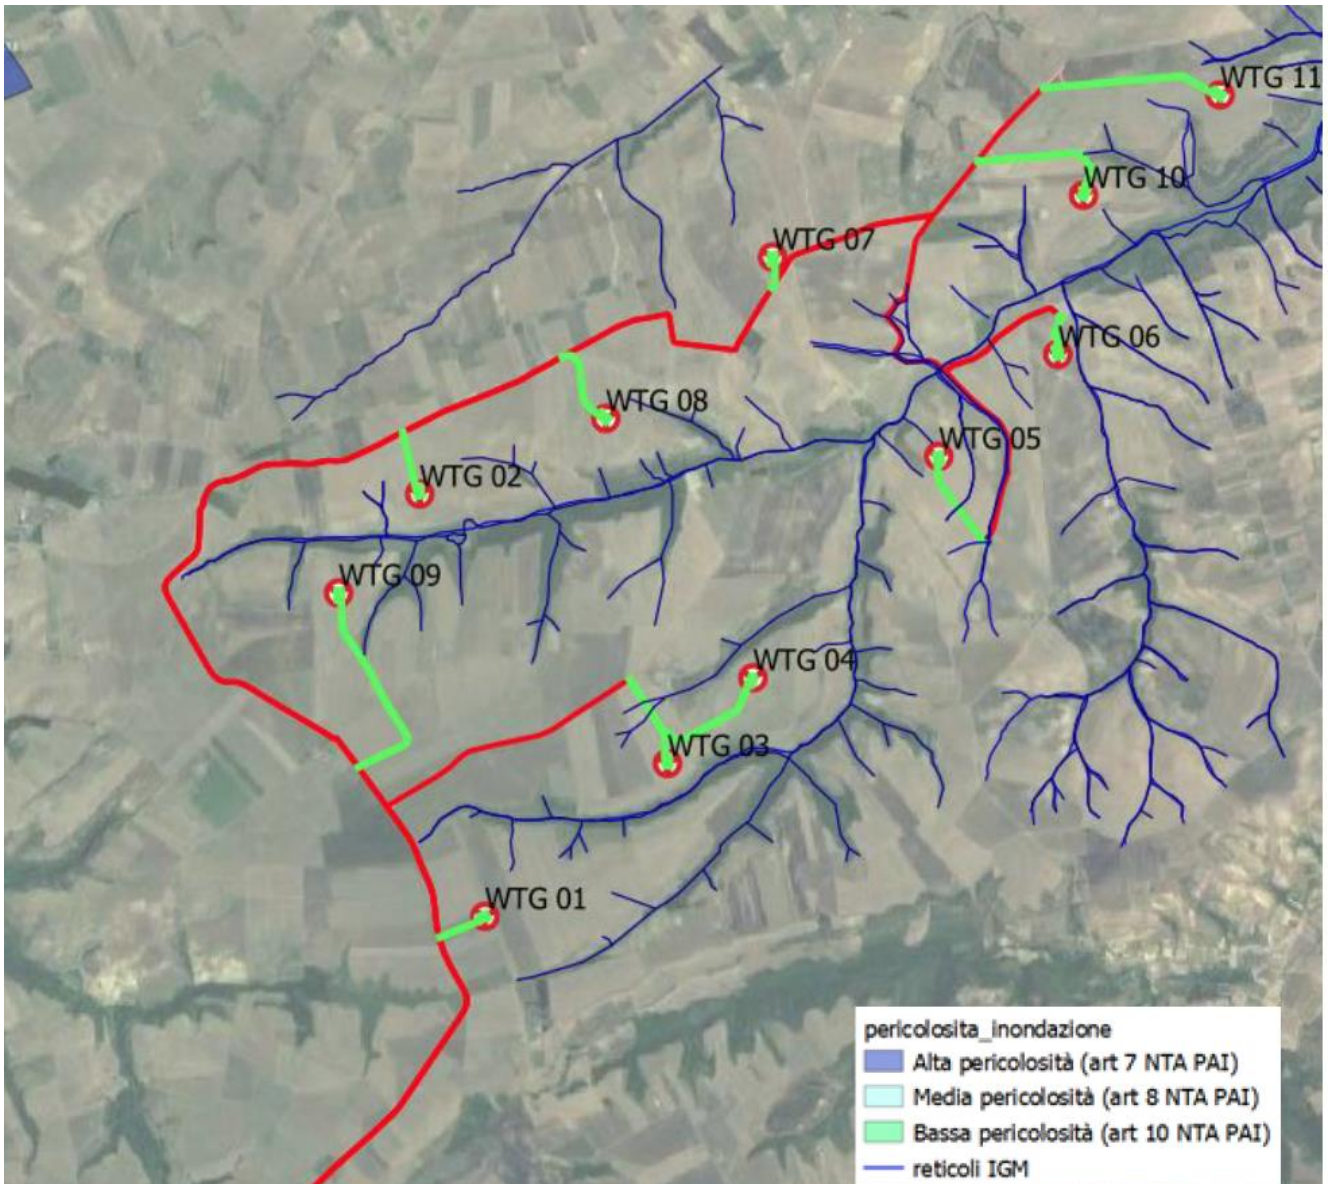 WTG 11
WTG 10
WTG 07
WTG 06
WTG 08
WTG 05
WTG 02
WTG 09
WTG 04
WTG 03
WTG 01
pericolosita_inondazione
Alta pericolosità (art 7 NTA PAI)
Media pericolosità (art 8 NTA PAI)
Bassa pericolosità (art 10 NTA PAI)
reticoli IGM